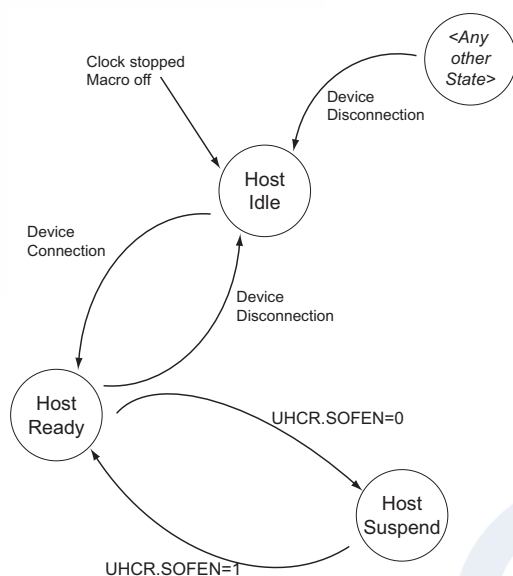 <Any
other
State>
Clock stopped
Macro off
Device
Disconnection
Host
Idle
Device
Connection
Device
Disconnection
Host
Ready
UHCR.SOFEN=0
Host
Suspend
UHCR.SOFEN=1